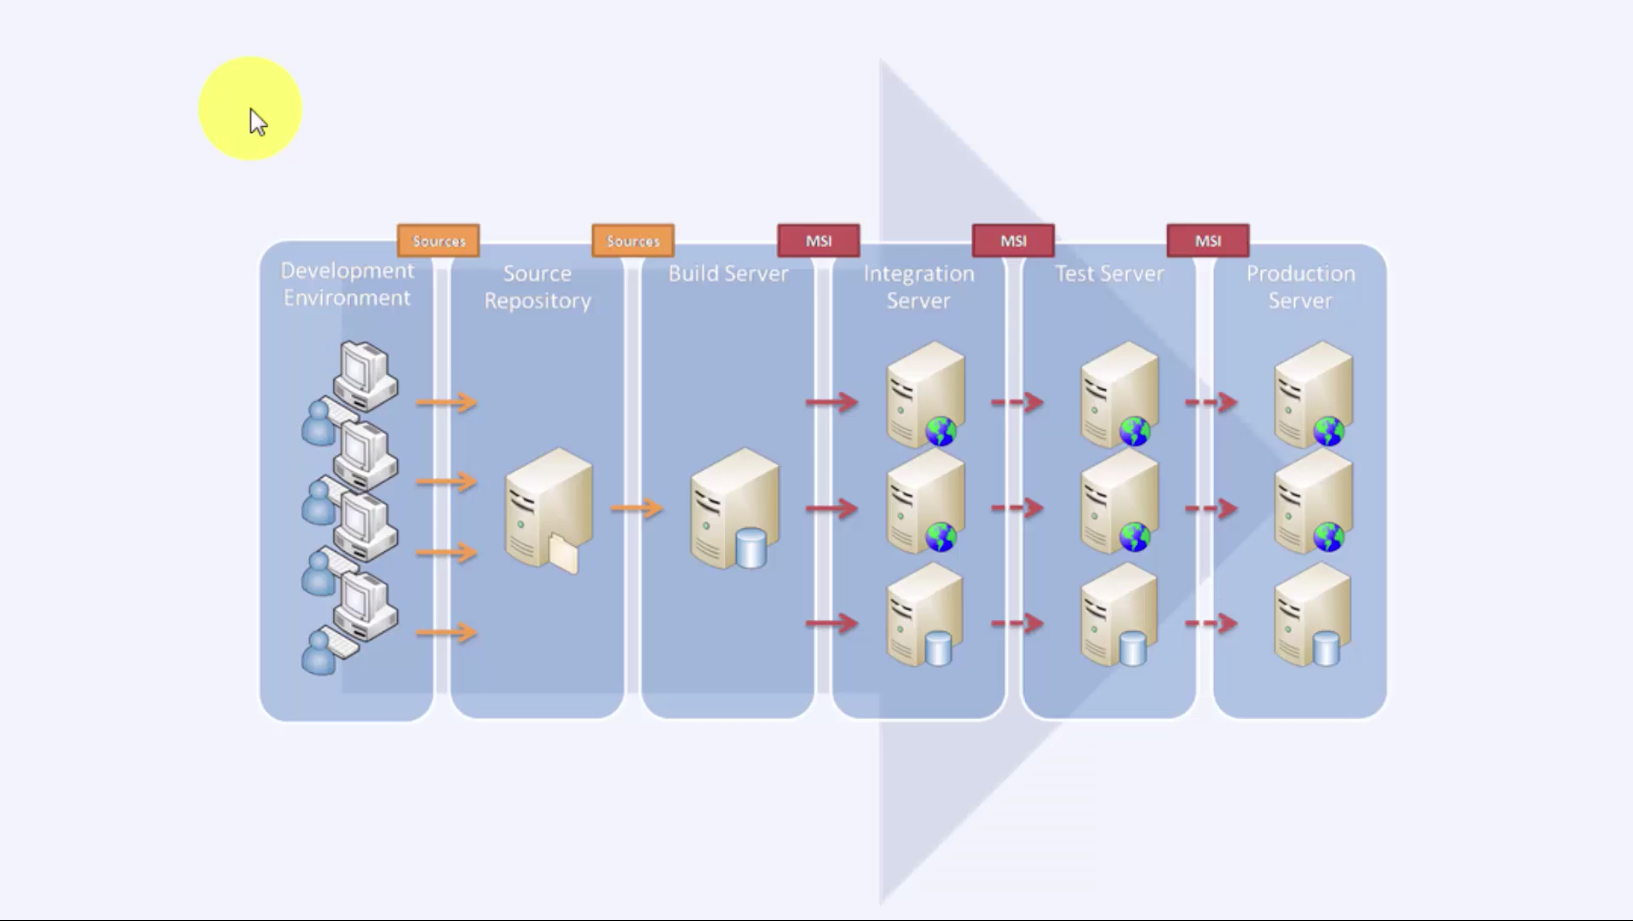 Sources
Sources
MSI
MSI
MSI
Development
Environment
Source
Repository
Build Server
Integration
Server
Test Server
Production
Server